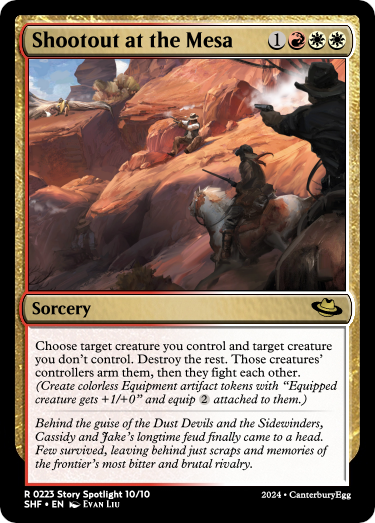 Shootout at the Mesa 1
Sorcery
Choose target creature you control and target creature
you don't control. Destroy the rest. Those creatures'
controllers arm them, then they fight each other.
(Create colorless Equipment artifact tokens with “Equipped
creature gets +1/+0” and equip 2 attached to them.)
Behind the guise of the Dust Devils and the Sidewinders,
Cassidy and Jake's longtime feud finally came to a head.
Few survived, leaving behind just scraps and memories of
the frontier's most bitter and brutal rivalry.
R 0223 Story Spotlight 10/10
SHF • EN Evan Liu
2024 • CanterburyEgg